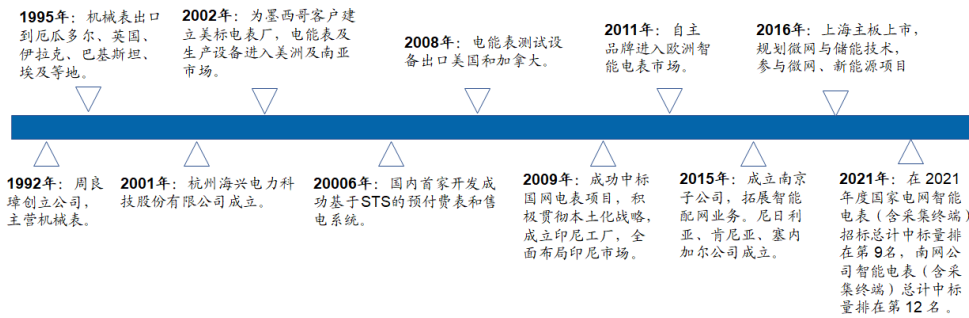 1995年：机械表出口
到厄瓜多尔、英国、
伊拉克、巴基斯坦、
埃及等地。
2002年：为墨西哥客户建
立美标电表厂，电能表及
生产设备进入美洲及南亚
市场。
2008年：电能表测试设
备出口美国和加拿大。
2011年：自主
品牌进入欧洲智
能电表市场。
2016年：上海主板上市，
规划微网与储能技术，
参与微网、新能源项目
1992年：周良
璋创立公司，
主营机械表。
2001年：杭州海兴电力科
技股份有限公司成立。
20006年：国内首家开发成
功基于STS的预付费表和售
电系统。
2009年：成功中标
国网电表项目，积
极贯彻本土化战略，
成立印尼工厂，全
面布局印尼市场。
2015年：成立南京
子公司，拓展智能
配网业务。尼日利
亚、肯尼亚、塞内
加尔公司成立。
2021年：在 2021
年度国家电网智能
电表（含采集终端）
招标总计中标量排
在第 9名，南网公
司智能电表（含采
集终端）总计中标
量排在第 12 名 。